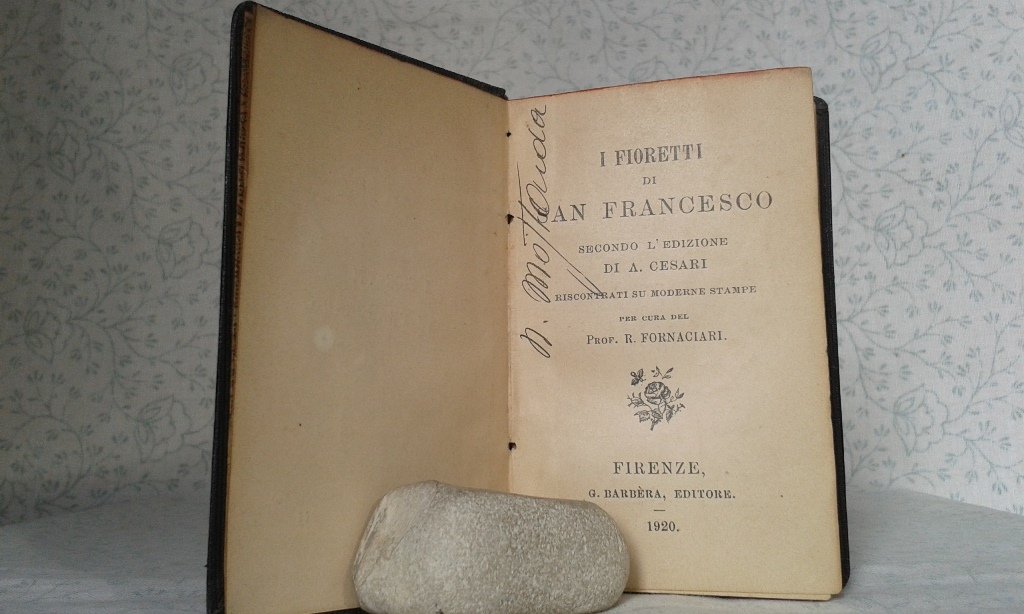 I FIORETTI
DI
SAN FRANCESCO
SECONDO L'EDIZIONE
DI A. CESARI
RISCONTRATI SU MODERNE STAMPE
PER CURA DEL
PROF. R. FORNACIARI.
FIRENZE,
G. BARBÈRA, EDITORE.
1920.